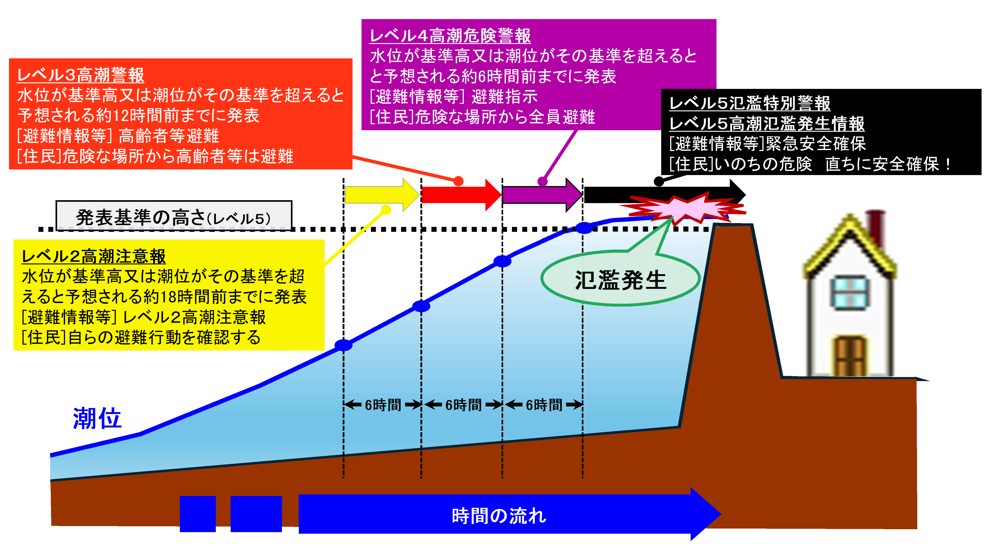 レベル4高潮危険警報
水位が基準高又は潮位がその基準を超えると
と予想される約6時間前までに発表
[避難情報等] 避難指示
[住民]危険な場所から全員避難
レベル3高潮警報
水位が基準高又は潮位がその基準を超えると
予想される約12時間前までに発表
[避難情報等] 高齢者等避難
[住民]危険な場所から高齢者等は避難
レベル5氾濫特別警報
レベル5高潮氾濫発生情報
[避難情報等]緊急安全確保
[住民]いのちの危険　直ちに安全確保！
発表基準の高さ(レベル5)
レベル2高潮注意報
水位が基準高又は潮位がその基準を超
えると予想される約18時間前までに発表
[避難情報等] レベル2高潮注意報
[住民]自らの避難行動を確認する
氾濫発生
6時間
6時間
6時間
潮位
時間の流れ